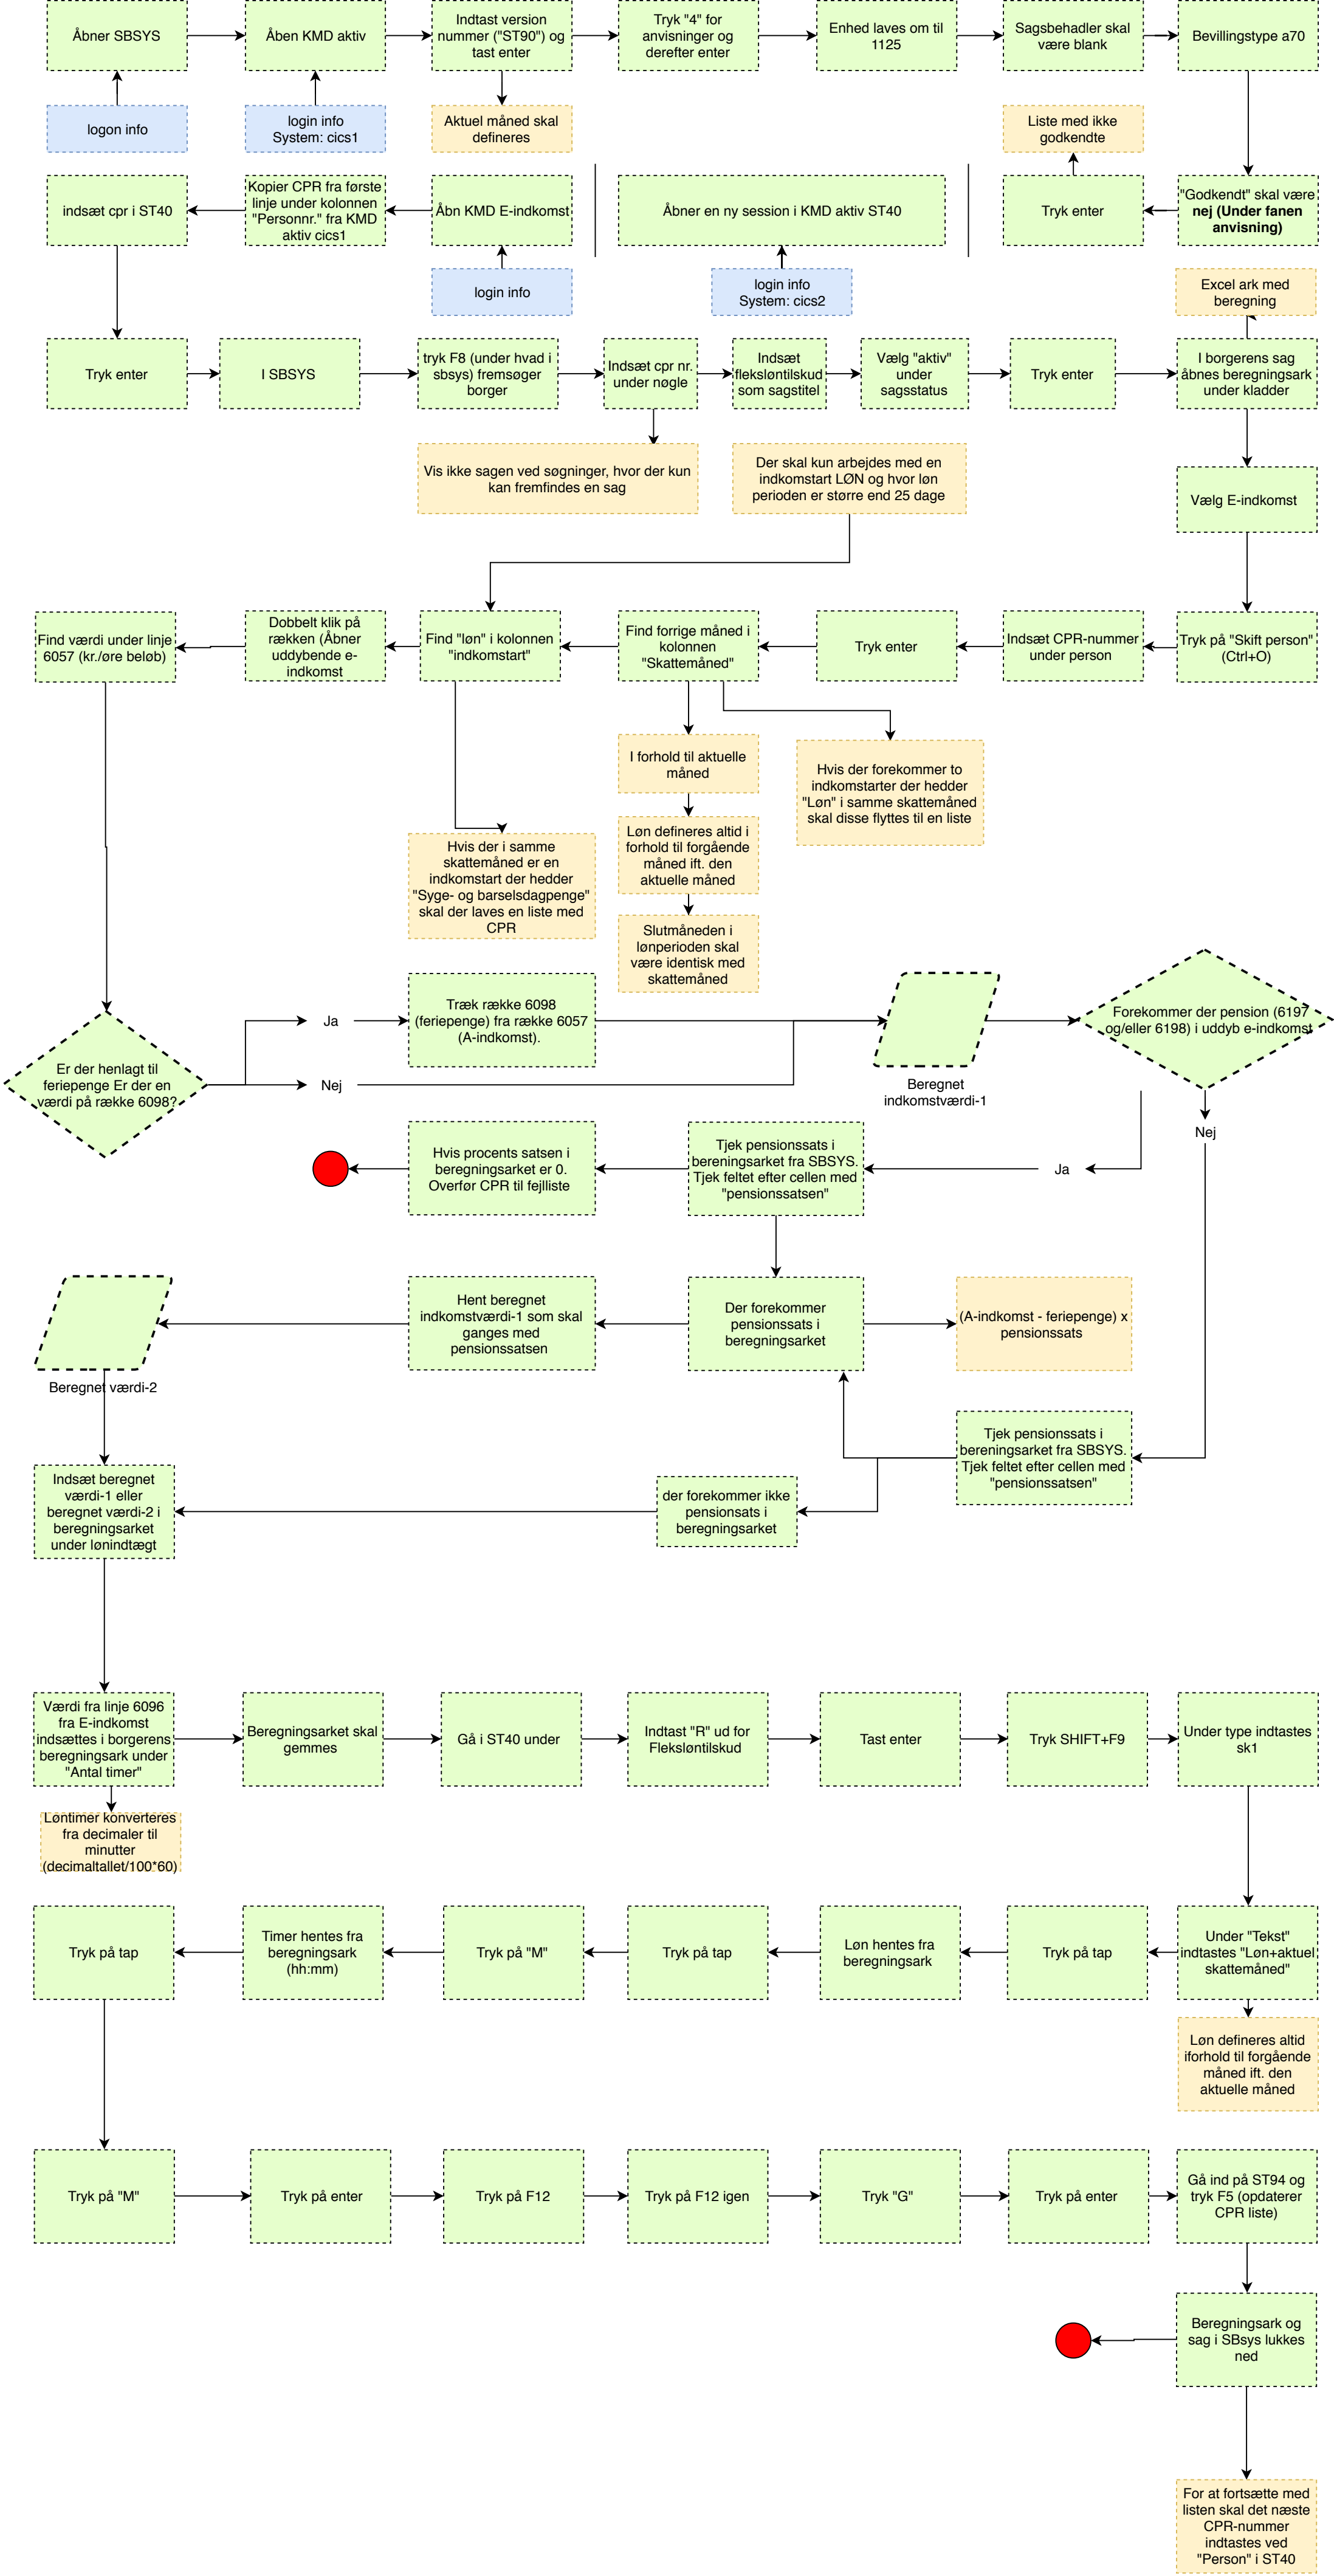 Åbner SBSYS
Åben KMD aktiv
Indtast version
nummer ("ST90") og
tast enter
Tryk "4" for
anvisninger og
derefter enter
Enhed laves om til
1125
Sagsbehadler skal
være blank
Bevillingstype a70
logon info
login info
System: cics1
Aktuel måned skal
defineres
Liste med ikke
godkendte
indsæt cpr i ST40
Kopier CPR fra første
linje under kolonnen
"Personnr." fra KMD
aktiv cics1
Åbn KMD E-indkomst
Åbner en ny session i KMD aktiv ST40
Tryk enter
"Godkendt" skal være
nej (Under fanen
anvisning)
login info
login info
System: cics2
Excel ark med
beregning
Tryk enter
I SBSYS
tryk F8 (under hvad i
sbsys) fremsøger
borger
Indsæt cpr nr.
under nøgle
Indsæt
fleksløntilskud
som sagstitel
Vælg "aktiv"
under
sagsstatus
Tryk enter
I borgerens sag
åbnes beregningsark
under kladder
Vis ikke sagen ved søgninger, hvor der kun
kan fremfindes en sag
Der skal kun arbejdes med en
indkomstart LØN og hvor løn
perioden er større end 25 dage
Vælg E-indkomst
Find værdi under linje
6057 (kr./øre beløb)
Dobbelt klik på
rækken (Åbner
uddybende e-
indkomst
Find "løn" i kolonnen
"indkomstart"
Find forrige måned i
kolonnen
"Skattemåned"
Tryk enter
Indsæt CPR-nummer
under person
Tryk på "Skift person"
(Ctrl+O)
I forhold til aktuelle
måned
Hvis der forekommer to
indkomstarter der hedder
"Løn" i samme skattemåned
skal disse flyttes til en liste
Løn defineres altid i
forhold til forgående
måned ift. den
aktuelle måned
Hvis der i samme
skattemåned er en
indkomstart der hedder
"Syge- og barselsdagpenge"
skal der laves en liste med
CPR
Slutmåneden i
lønperioden skal
være identisk med
skattemåned
Er der henlagt til
feriepenge Er der en
værdi på række 6098?
Ja
Nej
Træk række 6098
(feriepenge) fra række 6057
(A-indkomst).
Beregnet
indkomstværdi-1
Forekommer der pension (6197
og/eller 6198) i uddyb e-indkomst
Nej
Ja
Hvis procents satsen i
beregningsarket er 0.
Overfør CPR til fejlliste
Tjek pensionssats i
bereningsarket fra SBSYS.
Tjek feltet efter cellen med
"pensionssatsen"
Beregnet værdi-2
Hent beregnet
indkomstværdi-1 som skal
ganges med
pensionssatsen
Der forekommer
pensionssats i
beregningsarket
(A-indkomst - feriepenge) x
pensionssats
Tjek pensionssats i
bereningsarket fra SBSYS.
Tjek feltet efter cellen med
"pensionssatsen"
Indsæt beregnet
værdi-1 eller
beregnet værdi-2 i
beregningsarket
under lønindtægt
der forekommer ikke
pensionsats i
beregningsarket
Værdi fra linje 6096
fra E-indkomst
indsættes i borgerens
beregningsark under
"Antal timer"
Beregningsarket skal
gemmes
Gå i ST40 under
Indtast "R" ud for
Fleksløntilskud
Tast enter
Tryk SHIFT+F9
Under type indtastes
sk1
Løntimer konverteres
fra decimaler til
minutter
(decimaltallet/100*60)
Tryk på tap
Timer hentes fra
beregningsark
(hh:mm)
Tryk på "M"
Tryk på tap
Løn hentes fra
beregningsark
Tryk på tap
Under "Tekst"
indtastes "Løn+aktuel
skattemåned"
Løn defineres altid
iforhold til forgående
måned ift. den
aktuelle måned
Tryk på "M"
Tryk på enter
Tryk på F12
Tryk på F12 igen
Tryk "G"
Tryk på enter
Gå ind på ST94 og
tryk F5 (opdaterer
CPR liste)
Beregningsark og
sag i SBsys lukkes
ned
For at fortsætte med
listen skal det næste
CPR-nummer
indtastes ved
"Person" i ST40